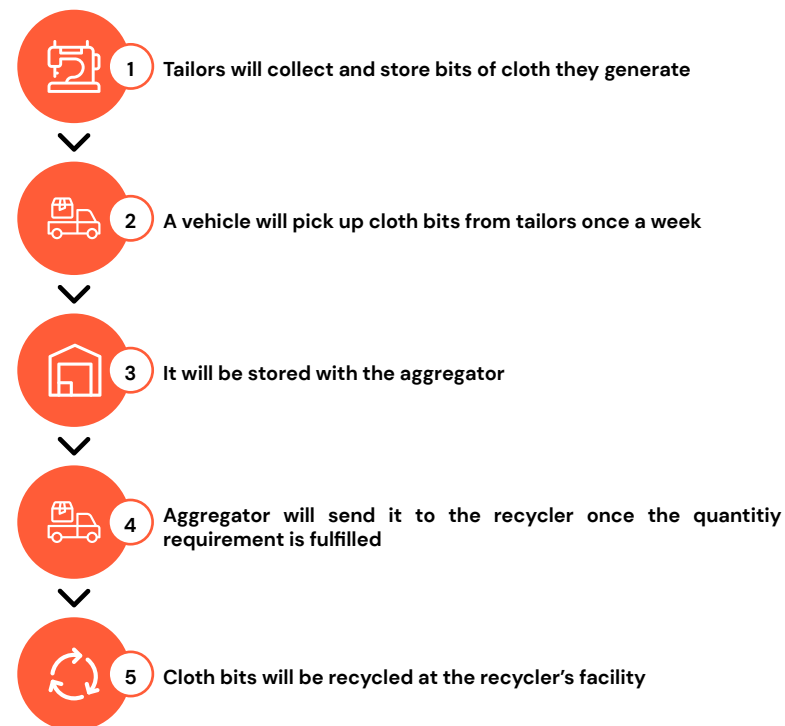 1 Tailors will collect and store bits of cloth they generate
2 A vehicle will pick up cloth bits from tailors once a week
3 It will be stored with the aggregator
4 Aggregator will send it to the recycler once the quantitiy
requirement is fulfilled
5 Cloth bits will be recycled at the recycler's facility